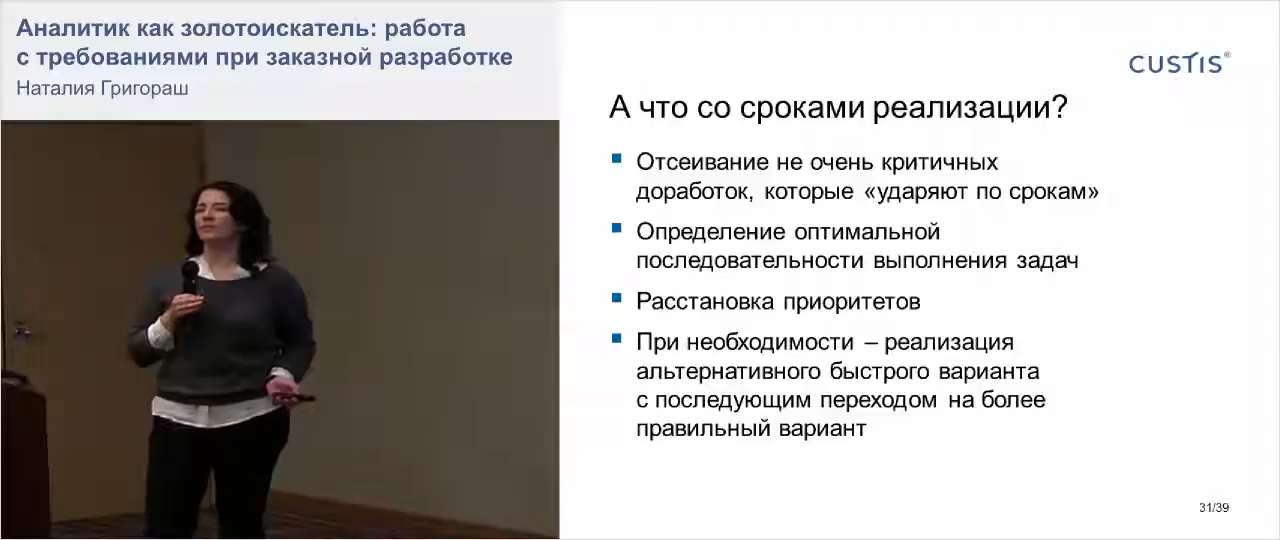 Аналитик как золотоискатель: работа
с требованиями при заказной разработке
Наталия Григораш
CUSTIS®
А что со сроками реализации?
Отсеивание не очень критичных
доработок, которые «ударяют по срокам»
Определение оптимальной
последовательности выполнения задач
Расстановка приоритетов
При необходимости – реализация
альтернативного быстрого варианта
с последующим переходом на более
правильный вариант
31/39